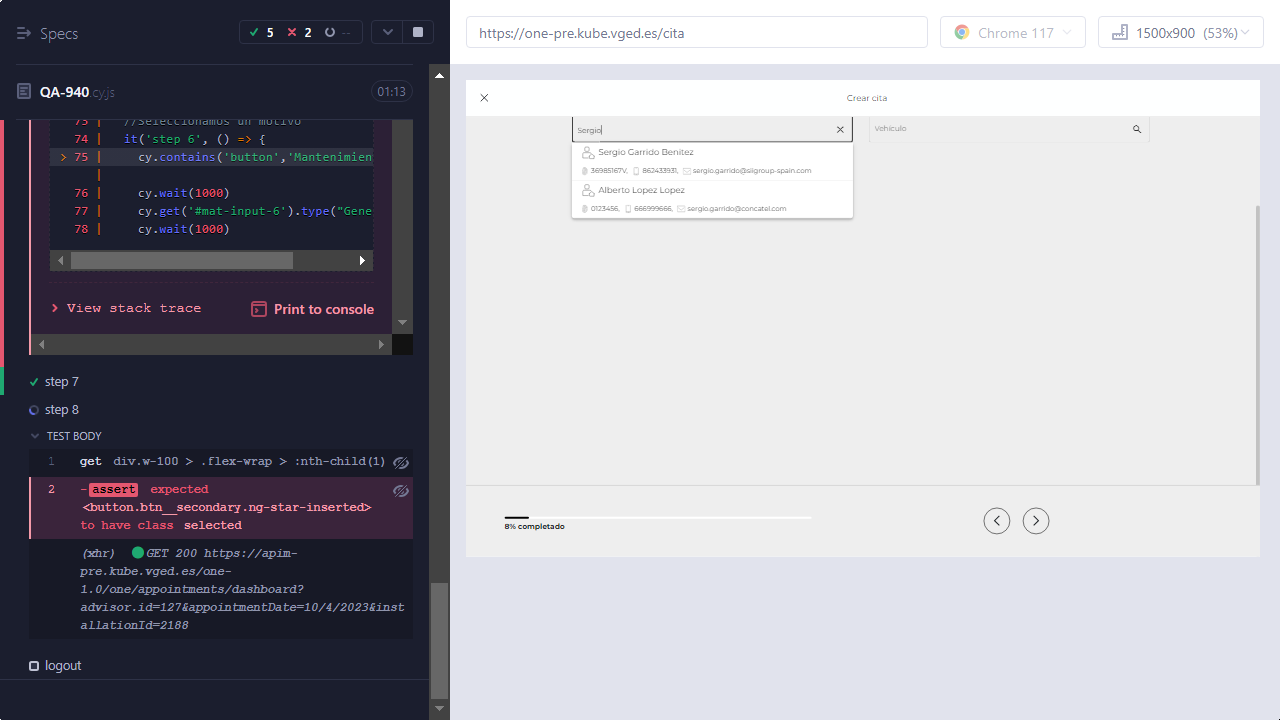 Specs
5
2
--
QA-940.cy.js
01:13
73 | //Seleccionamos un motivo
74 | it('step 6', () => {
> 75 | cy.contains('button','Mantenimien
|
76 | cy.wait(1000)
77 | cy.get('#mat-input-6').type("Gene
78 | cy.wait(1000)
View stack trace
Print to console
step 7
step 8
TEST BODY
1 get div.w-100 > .flex-wrap > :nth-child(1)
2 -assert expected
<button.btn__secondary.ng-star-inserted>
to have class selected
(xhr) GET 200 https://apim-
pre.kube.vged.es/one-
1.0/one/appointments/dashboard?
advisor.id=127&appointmentDate=10/4/2023&inst
allationId=2188
logout
https://one-pre.kube.vged.es/cita
Chrome 117
1500x900 (53%)
Crear cita
Sergio
Vehículo
Sergio Garrido Benitez
36985167V, 862433931, sergio.garrido@siigroup-spain.com
Alberto Lopez Lopez
0123456, 666999666, sergio.garrido@concatel.com
8% completado